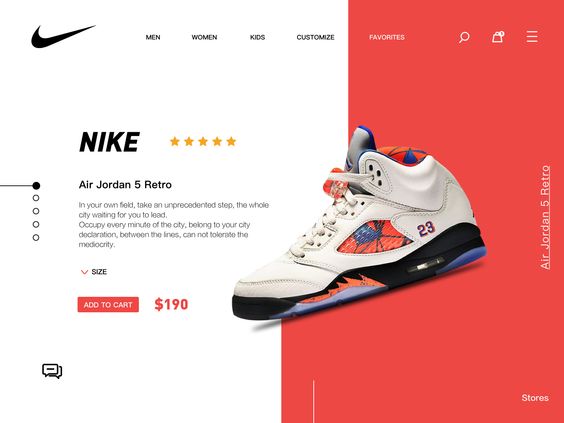 MEN WOMEN KIDS CUSTOMIZE FAVORITES
NIKE
Air Jordan 5 Retro
In your own field, take an unprecedented step, the whole
city waiting for you to lead.
Occupy every minute of the city, belong to your city
declaration, between the lines, can not tolerate the
mediocrity.
SIZE
ADD TO CART $190
23
Air Jordan 5 Retro
Stores